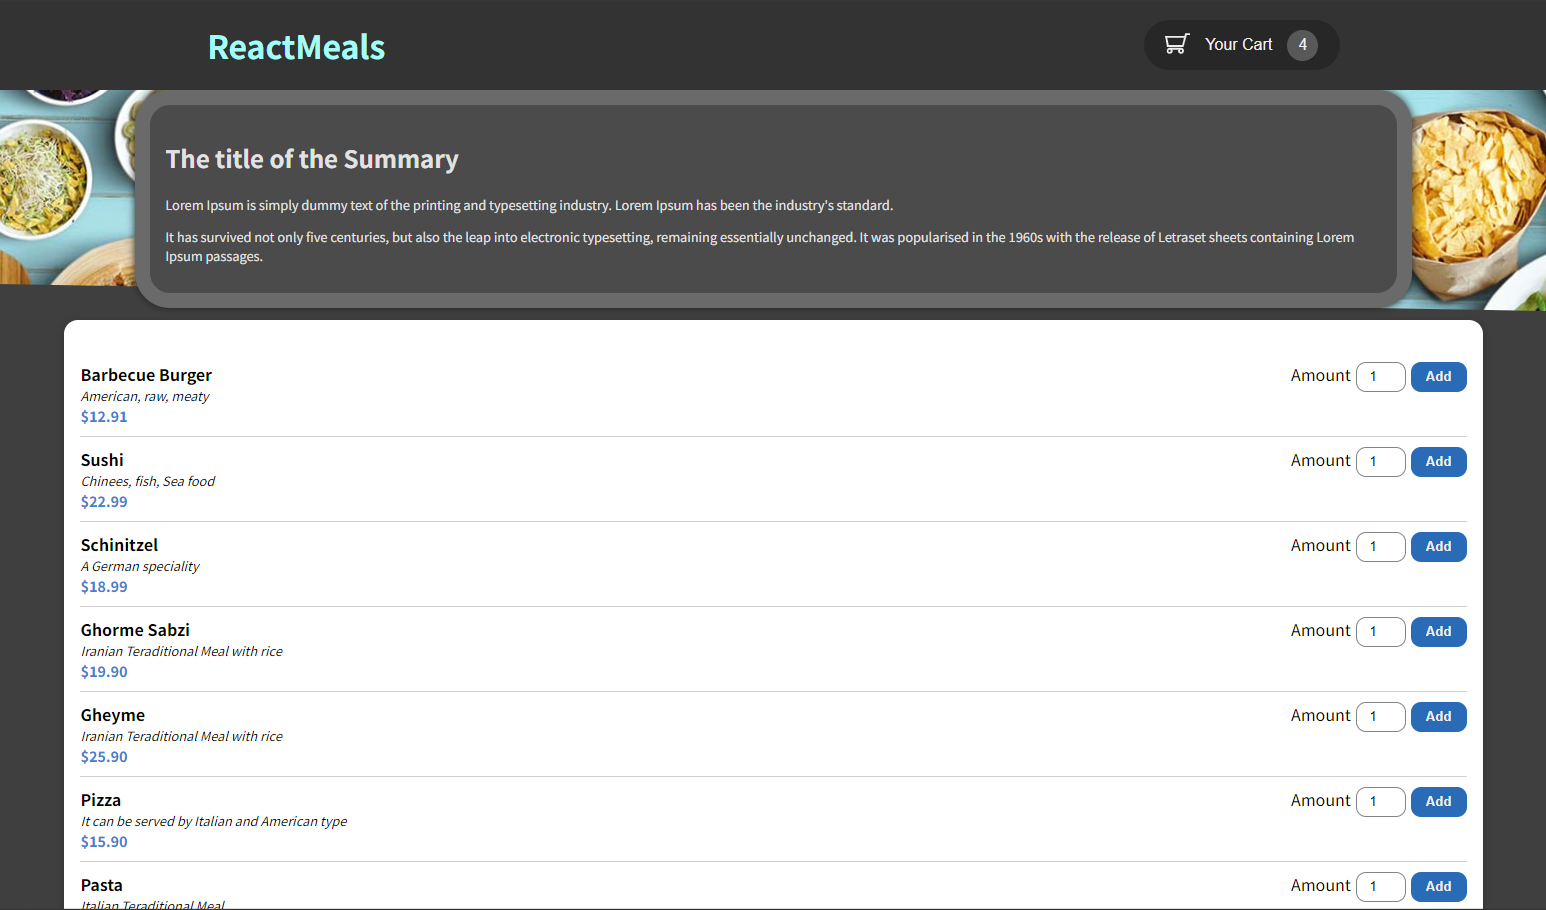 ReactMeals
Your Cart 4
The title of the Summary
Lorem Ipsum is simply dummy text of the printing and typesetting industry. Lorem Ipsum has been the industry's standard.
It has survived not only five centuries, but also the leap into electronic typesetting, remaining essentially unchanged. It was popularised in the 1960s with the release of Letraset sheets containing Lorem
Ipsum passages.
Barbecue Burger
American, raw, meaty
$12.91
Amount 1 Add
Sushi
Chinees, fish, Sea food
$22.99
Amount 1 Add
Schinitzel
A German speciality
$18.99
Amount 1 Add
Ghorme Sabzi
Iranian Teraditional Meal with rice
$19.90
Amount 1 Add
Gheyme
Iranian Teraditional Meal with rice
$25.90
Amount 1 Add
Pizza
It can be served by Italian and American type
$15.90
Amount 1 Add
Pasta
Italian Teraditional Meal
Amount 1 Add